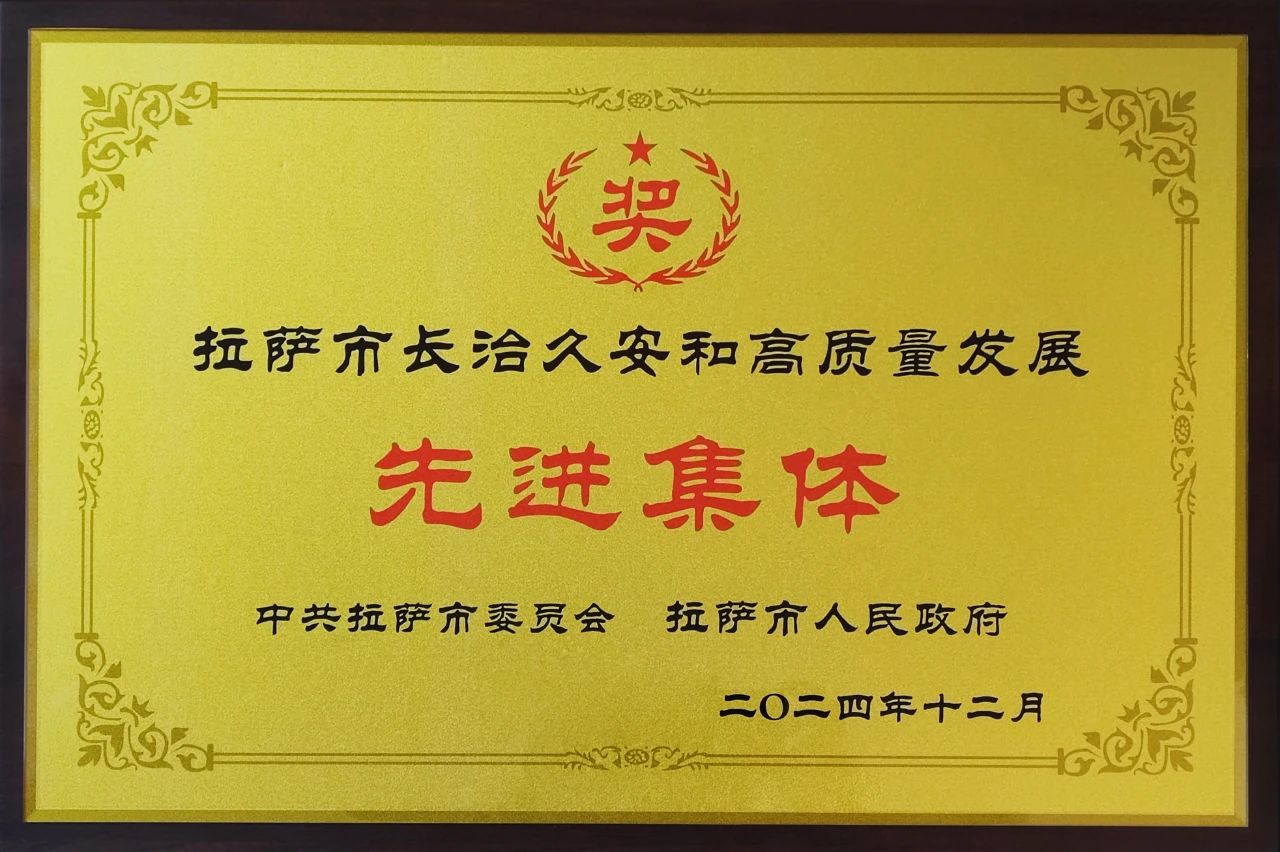 奖
拉萨市长治久安和高质量发展
先进集体
中共拉萨市委员会 拉萨市人民政府
二〇二四年十二月